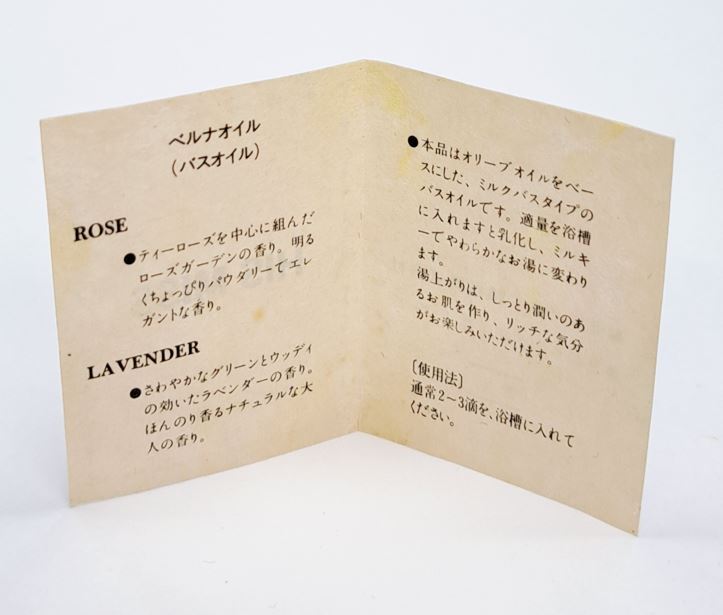 ベルナオイル
(バスオイル)
ROSE
●ティーローズを中心に組んだ
ローズガーデンの香り。明る
くちょっぴりパウダリーでエレ
ガントな香り。
LAVENDER
●さわやかなグリーンとウッディ
の効いたラベンダーの香り。
ほんのり香るナチュラルな大
人の香り。
●本品はオリーブオイルをベー
スにした、ミルクバスタイプの
バスオイルです。適量を浴槽
に入れますと乳化し、ミルキ
ーでやわらかなお湯に変わり
ます。
湯上がりは、しっとり潤いのあ
るお肌を作り、リッチな気分
がお楽しみいただけます。
〔使用法〕
通常2〜3滴を、浴槽に入れて
ください。